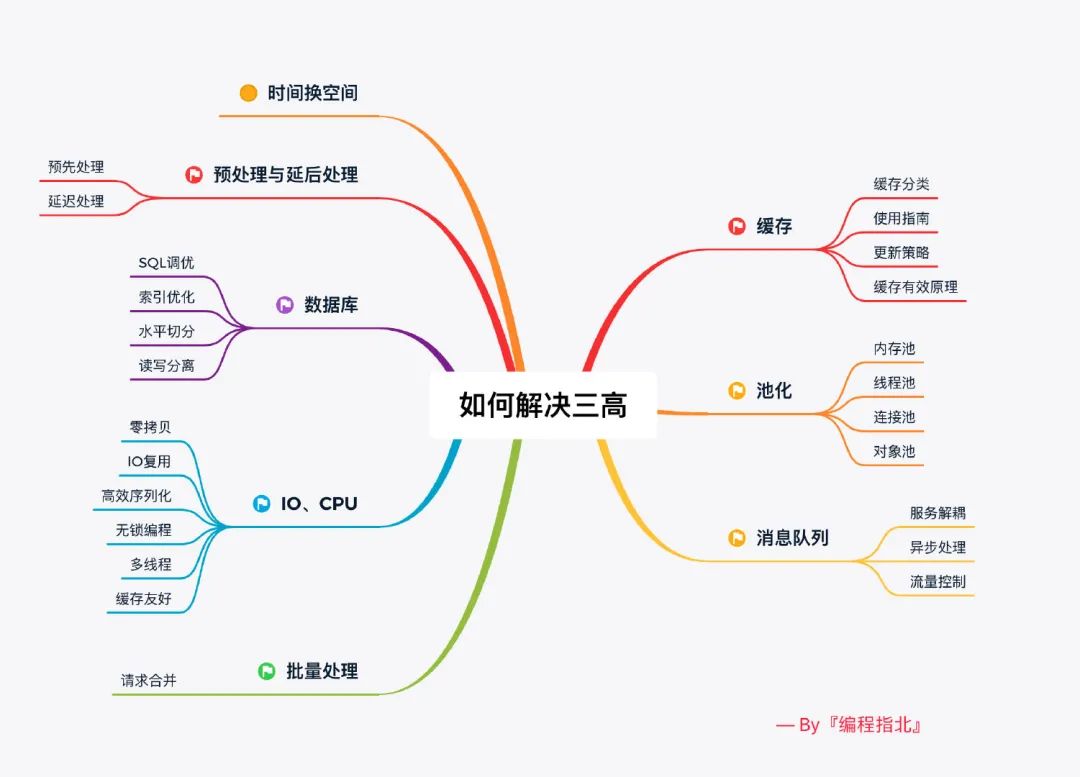 如何解决三高
时间换空间
预处理与延后处理
预先处理
延迟处理
数据库
SQL调优
索引优化
水平切分
读写分离
IO、CPU
零拷贝
IO复用
高效序列化
无锁编程
多线程
缓存友好
批量处理
请求合并
缓存
缓存分类
使用指南
更新策略
缓存有效原理
池化
内存池
线程池
连接池
对象池
消息队列
服务解耦
异步处理
流量控制
— By『编程指北』